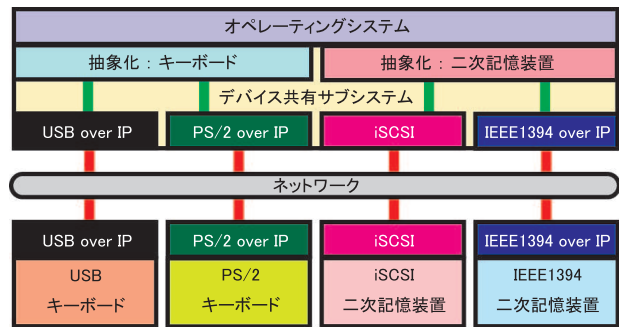 オペレーティングシステム
抽象化：キーボード
抽象化：二次記憶装置
デバイス共有サブシステム
USB over IP
PS/2 over IP
iSCSI
IEEE1394 over IP
ネットワーク
USB over IP
PS/2 over IP
iSCSI
IEEE1394 over IP
USB
キーボード
PS/2
キーボード
iSCSI
二次記憶装置
IEEE1394
二次記憶装置